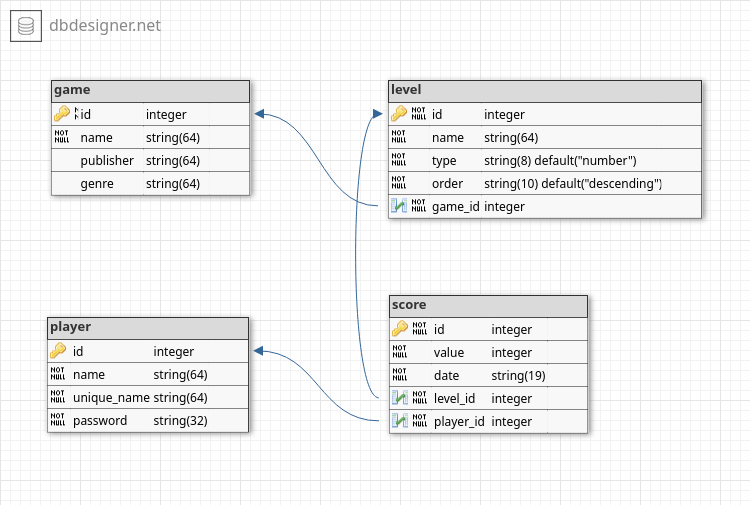 dbdesigner.net
game
id integer
NOT NULL name string(64)
publisher string(64)
genre string(64)
level
NOT NULL id integer
NOT NULL name string(64)
NOT NULL type string(8) default("number")
NOT NULL order string(10) default("descending")
NOT NULL game_id integer
player
id integer
NOT NULL name string(64)
NOT NULL unique_name string(64)
NOT NULL password string(32)
score
NOT NULL id integer
NOT NULL value integer
NOT NULL date string(19)
NOT NULL level_id integer
NOT NULL player_id integer